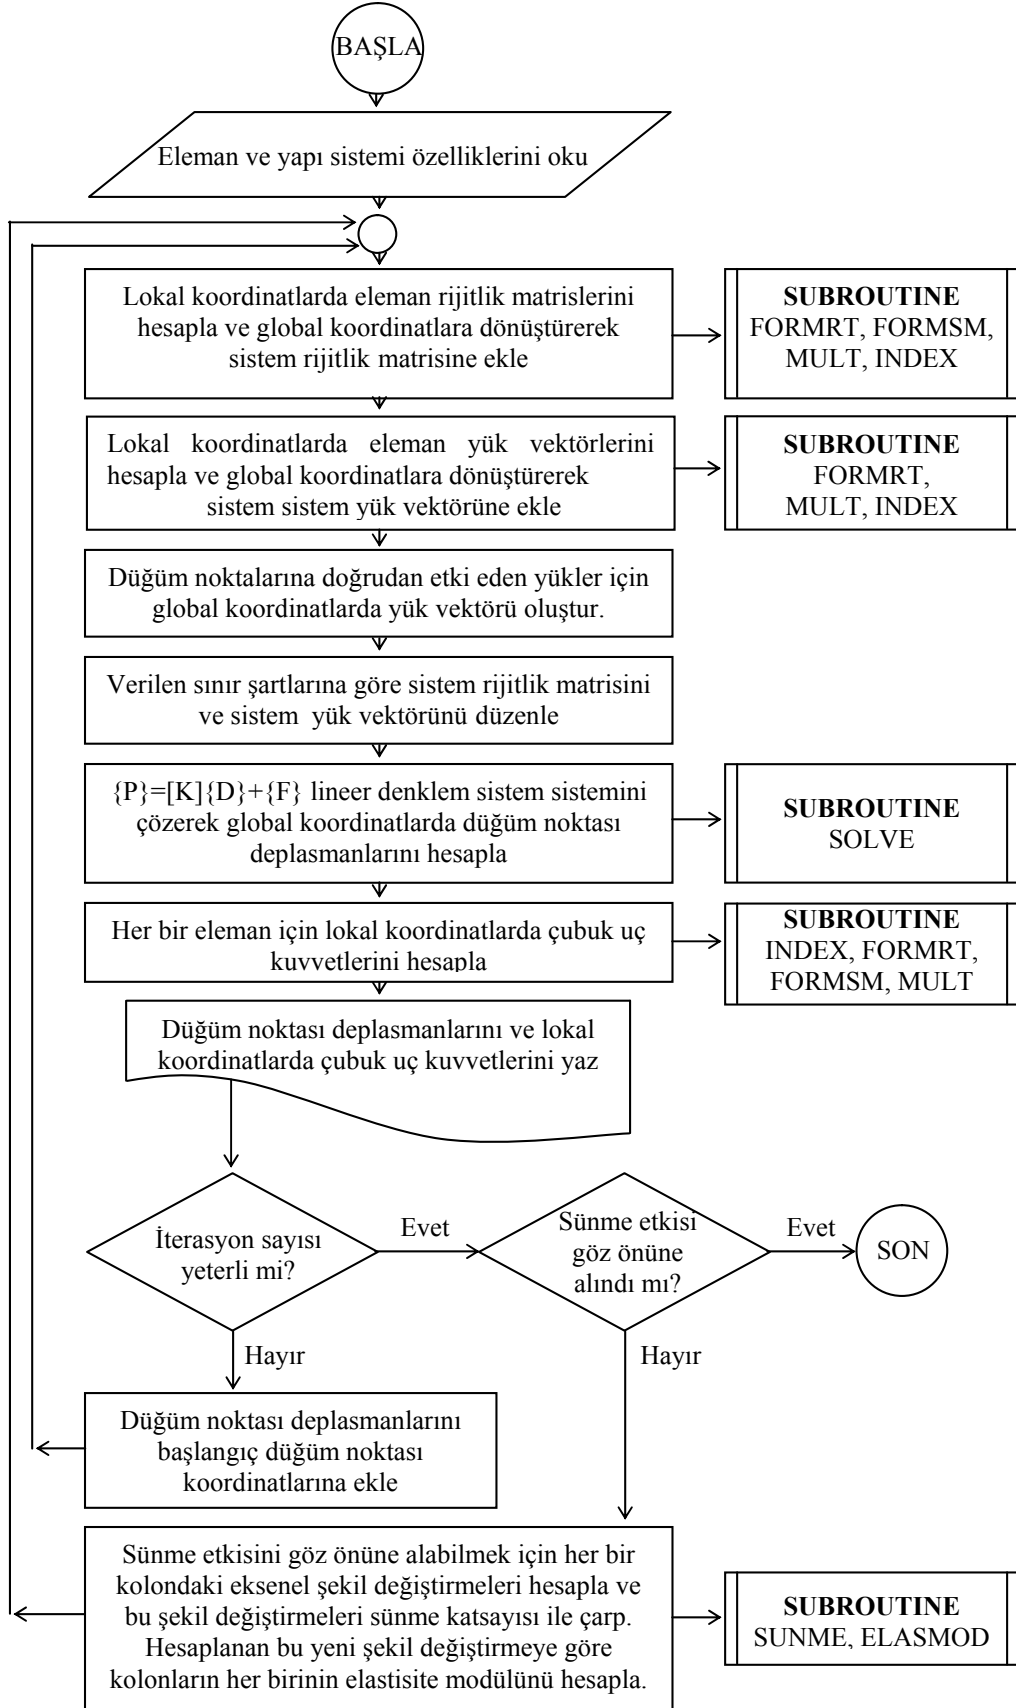 BAŞLA
Eleman ve yapı sistemi özelliklerini oku
Lokal koordinatlarda eleman rijitlik matrislerini
hesapla ve global koordinatlara dönüştürerek
sistem rijitlik matrisine ekle
SUBROUTINE
FORMRT, FORMSM,
MULT, INDEX
Lokal koordinatlarda eleman yük vektörlerini
hesapla ve global koordinatlara dönüştürerek
sistem sistem yük vektörüne ekle
SUBROUTINE
FORMRT,
MULT, INDEX
Düğüm noktalarına doğrudan etki eden yükler için
global koordinatlarda yük vektörü oluştur.
Verilen sınır şartlarına göre sistem rijitlik matrisini
ve sistem yük vektörünü düzenle
{P}=[K]{D}+{F} lineer denklem sistem sistemini
çözerek global koordinatlarda düğüm noktası
deplasmanlarını hesapla
SUBROUTINE
SOLVE
Her bir eleman için lokal koordinatlarda çubuk uç
kuvvetlerini hesapla
SUBROUTINE
INDEX, FORMRT,
FORMSM, MULT
Düğüm noktası deplasmanlarını ve lokal
koordinatlarda çubuk uç kuvvetlerini yaz
İterasyon sayısı
yeterli mi?
Evet
Sünme etkisi
göz önüne
alındı mı?
Evet
SON
Hayır
Hayır
Düğüm noktası deplasmanlarını
başlangıç düğüm noktası
koordinatlarına ekle
Sünme etkisini göz önüne alabilmek için her bir
kolondaki eksenel şekil değiştirmeleri hesapla ve
bu şekil değiştirmeleri sünme katsayısı ile çarp.
Hesaplanan bu yeni şekil değiştirmeye göre
kolonların her birinin elastisite modülünü hesapla.
SUBROUTINE
SUNME, ELASMOD